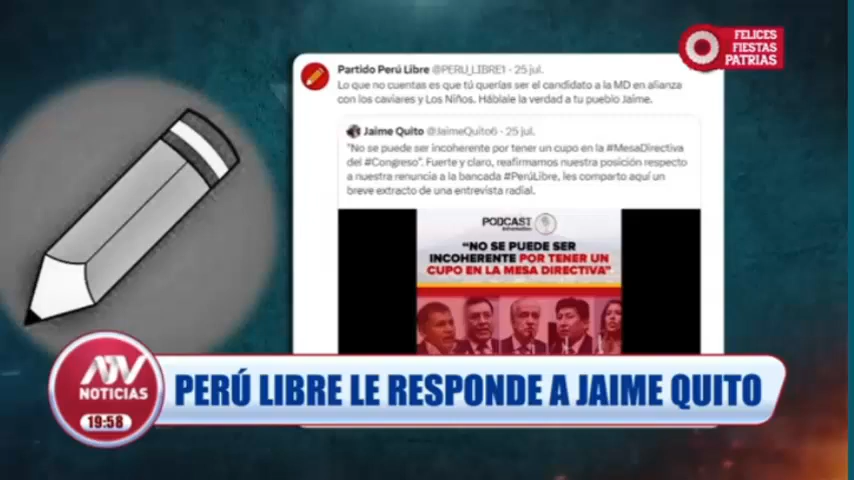 FELICES
FIESTAS
PATRIAS
Partido Perú Libre @PERU_LIBRE1 · 25 jul.
Lo que no cuentas es que tú querías ser el candidato a la MD en alianza
con los caviares y Los Niños. Háblale la verdad a tu pueblo Jaime.
Jaime Quito @JaimeQuito6 · 25 jul.
"No se puede ser incoherente por tener un cupo en la #MesaDirectiva
del #Congreso". Fuerte y claro, reafirmamos nuestra posición respecto
a nuestra renuncia a la bancada #PerúLibre, les comparto aquí un
breve extracto de una entrevista radial.
PODCAST
"NO SE PUEDE SER
INCOHERENTE POR TENER UN
CUPO EN LA MESA DIRECTIVA"
NOTICIAS
19:58
PERÚ LIBRE LE RESPONDE A JAIME QUITO